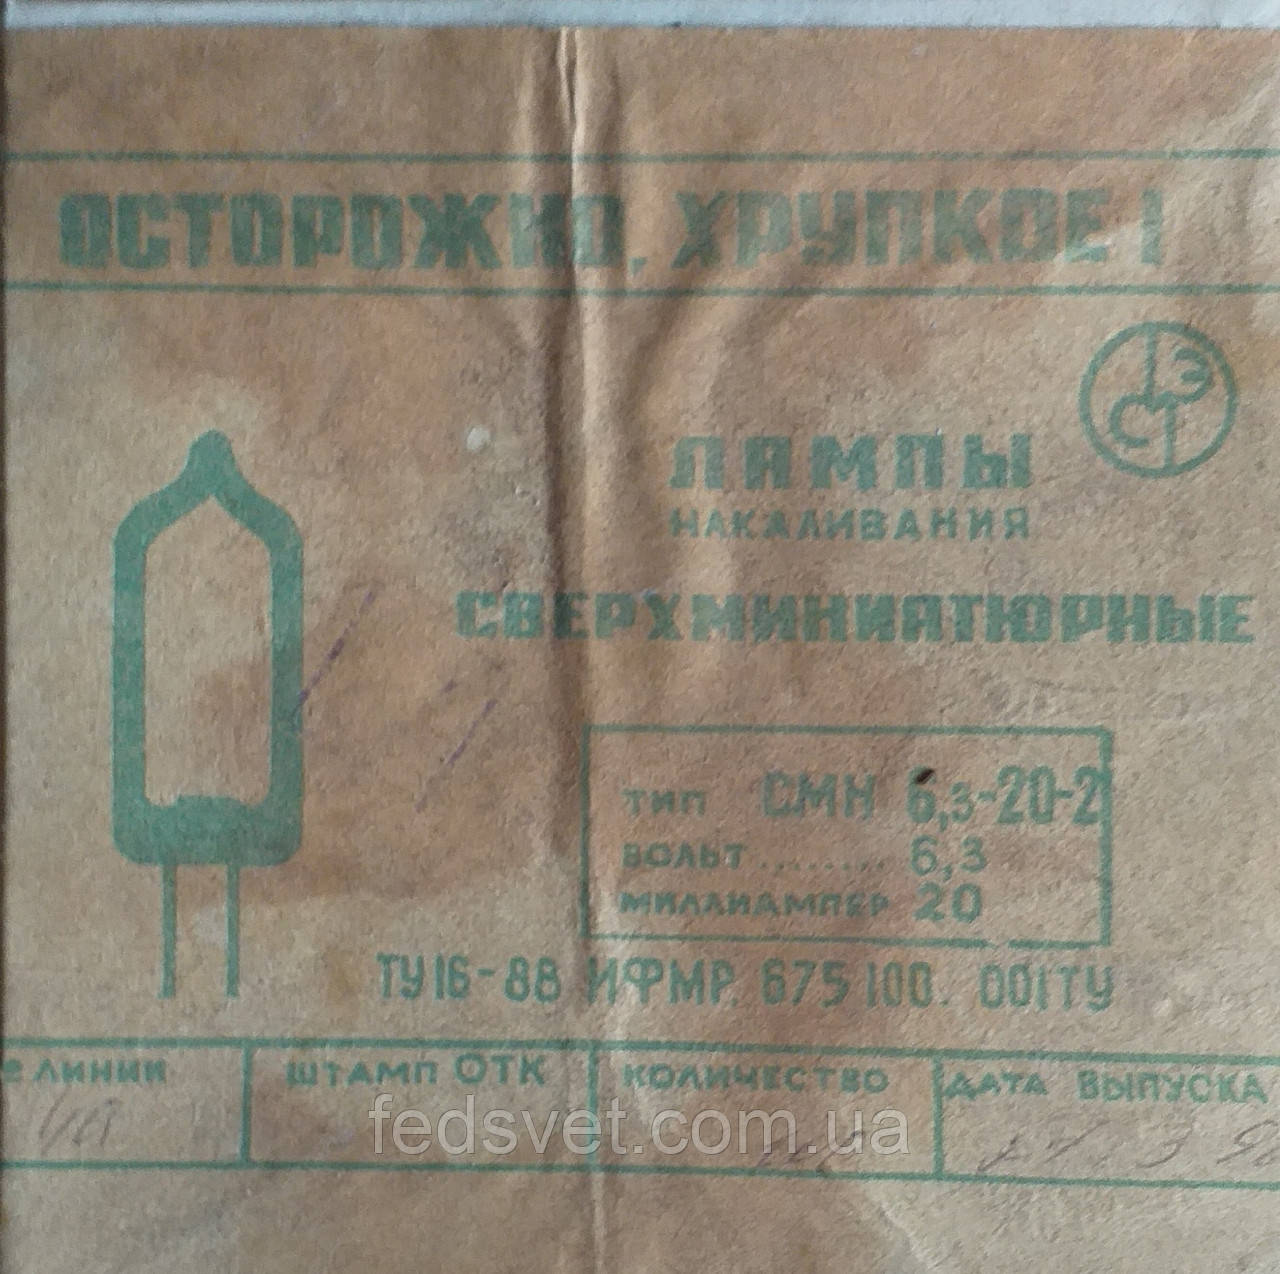 ОСТОРОЖНО, ХРУПКОЕ!
ЛАМПЫ
НАКАЛИВАНИЯ
СВЕРХМИНИАТЮРНЫЕ
ТИП СМН 6,3-20-2
ВОЛЬТ ........ 6,3
МИЛЛИАМПЕР 20
ТУ16-88 ИФМР. 675100. 001ТУ
ЛИНИИ ШТАМП ОТК КОЛИЧЕСТВО ДАТА ВЫПУСКА
fedsvet.com.ua